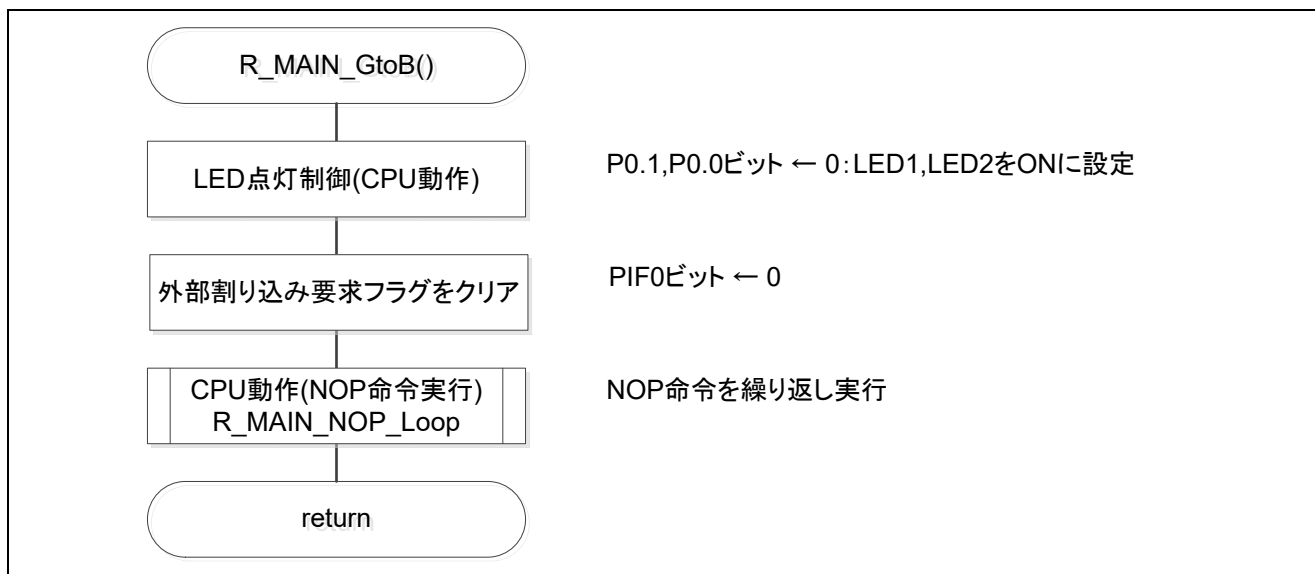 R_MAIN_GtoB()
LED点灯制御(CPU動作)
P0.1,P0.0ビット ← 0:LED1,LED2をONに設定
外部割り込み要求フラグをクリア
PIF0ビット ← 0
CPU動作(NOP命令実行)
R_MAIN_NOP_Loop
NOP命令を繰り返し実行
return